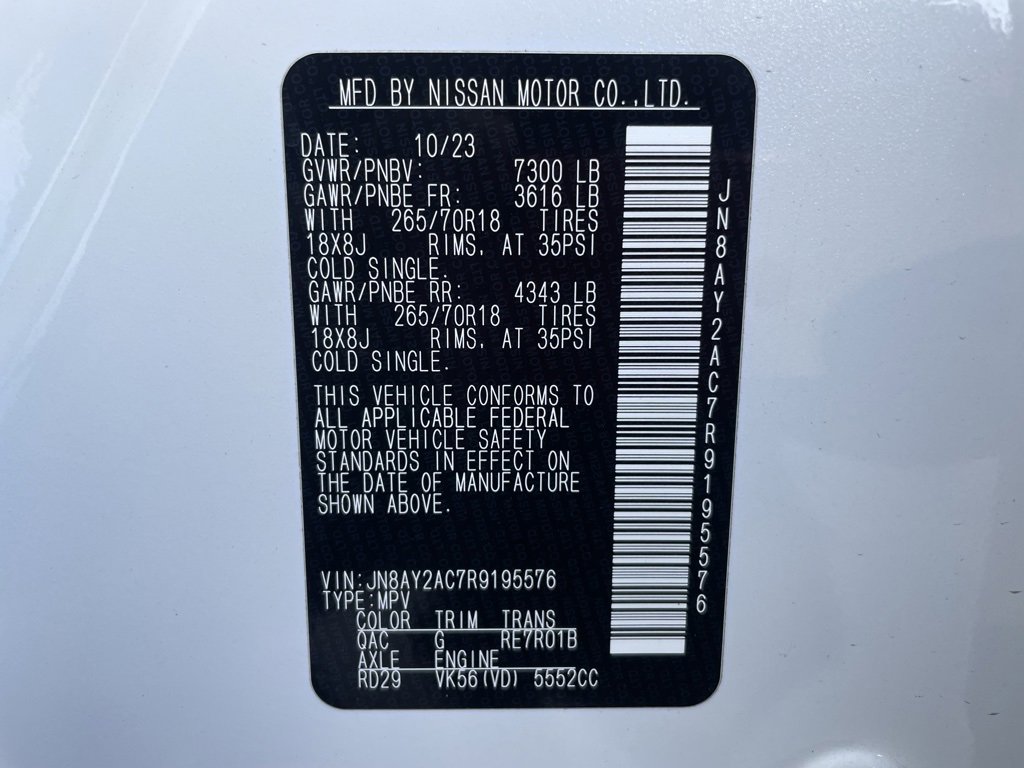 MFD BY NISSAN MOTOR CO.,LTD.
DATE: 10/23
GVWR/PNBV: 7300 LB
GAWR/PNBE FR: 3616 LB
WITH 265/70R18 TIRES
18X8J RIMS, AT 35PSI
COLD SINGLE.
GAWR/PNBE RR: 4343 LB
WITH 265/70R18 TIRES
18X8J RIMS, AT 35PSI
COLD SINGLE.
THIS VEHICLE CONFORMS TO
ALL APPLICABLE FEDERAL
MOTOR VEHICLE SAFETY
STANDARDS IN EFFECT ON
THE DATE OF MANUFACTURE
SHOWN ABOVE.
VIN:JN8AY2AC7R9195576
TYPE:MPV
COLOR TRIM TRANS
QAC G RE7R01B
AXLE ENGINE
RD29 VK56(VD) 5552CC
JN8AY2AC7R9195576